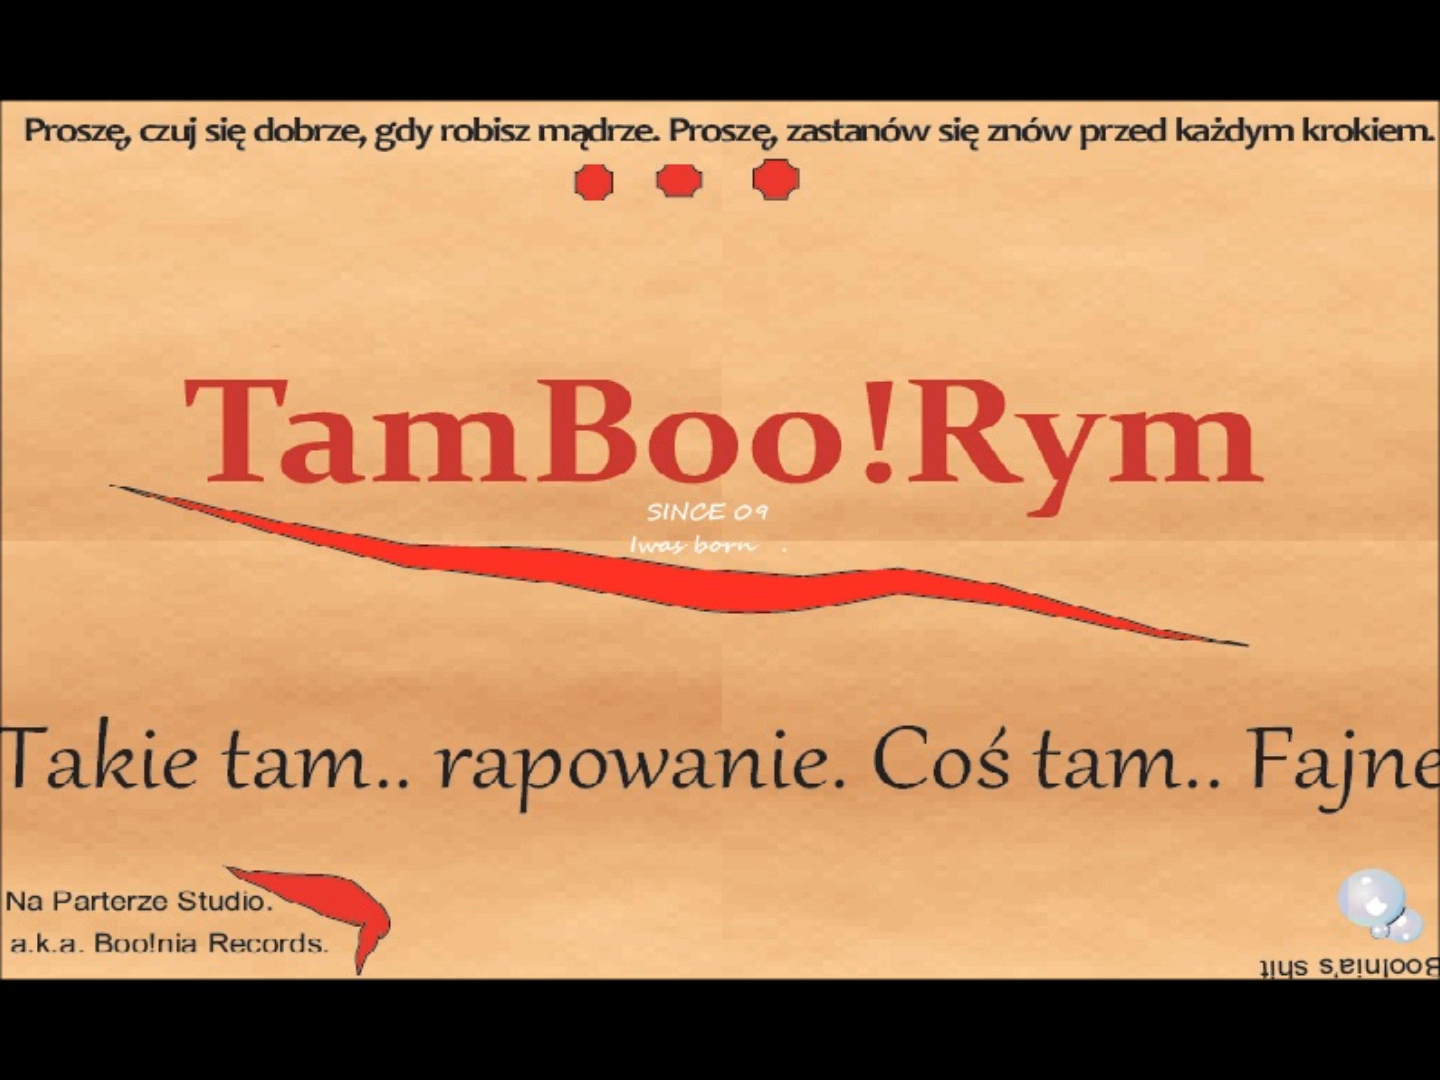 Proszę, czuj się dobrze, gdy robisz mądrze. Proszę, zastanów się znów przed każdym krokiem.
TamBoo!Rym
SINCE 09
Iwas born .
Takie tam.. rapowanie. Coś tam.. Fajne
Na Parterze Studio.
a.k.a. Boo!nia Records.
Boo!nia's shit